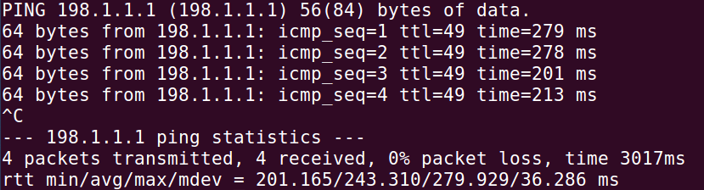 PING 198.1.1.1 (198.1.1.1) 56(84) bytes of data.
64 bytes from 198.1.1.1: icmp_seq=1 ttl=49 time=279 ms
64 bytes from 198.1.1.1: icmp_seq=2 ttl=49 time=278 ms
64 bytes from 198.1.1.1: icmp_seq=3 ttl=49 time=201 ms
64 bytes from 198.1.1.1: icmp_seq=4 ttl=49 time=213 ms
^C
--- 198.1.1.1 ping statistics ---
4 packets transmitted, 4 received, 0% packet loss, time 3017ms
rtt min/avg/max/mdev = 201.165/243.310/279.929/36.286 ms